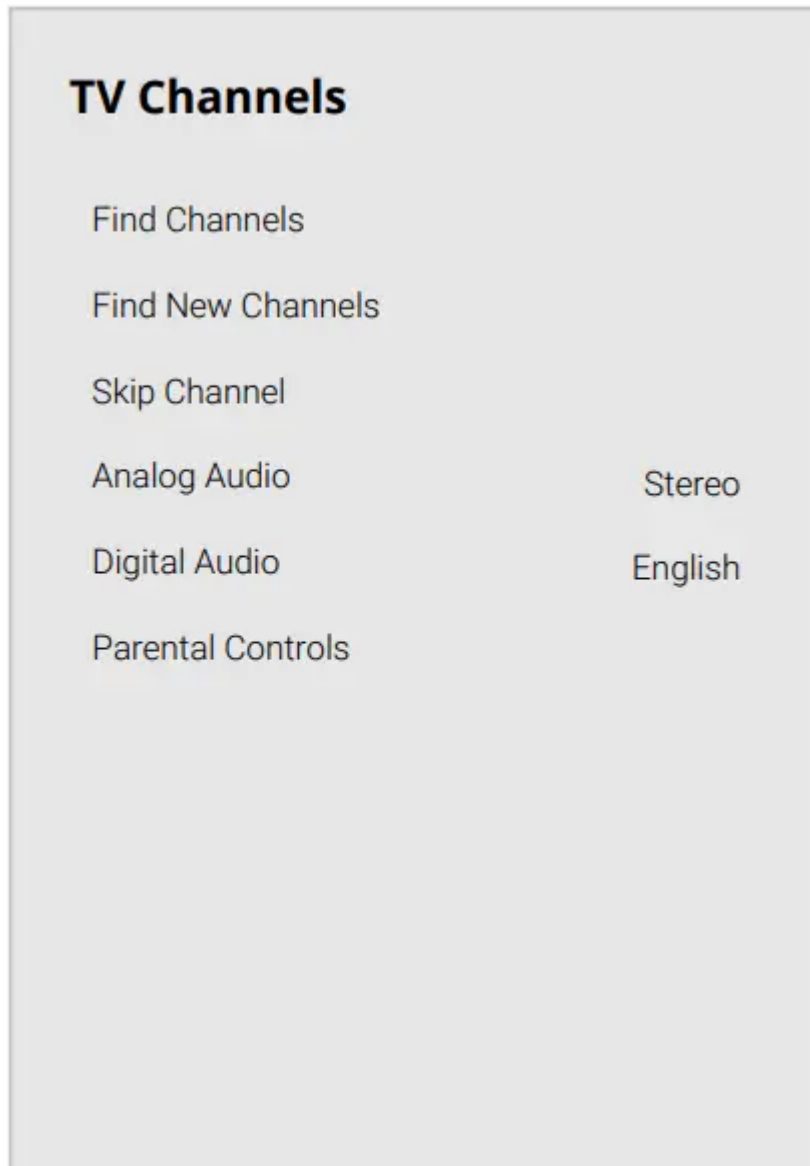 TV Channels
Find Channels
Find New Channels
Skip Channel
Analog Audio Stereo
Digital Audio English
Parental Controls